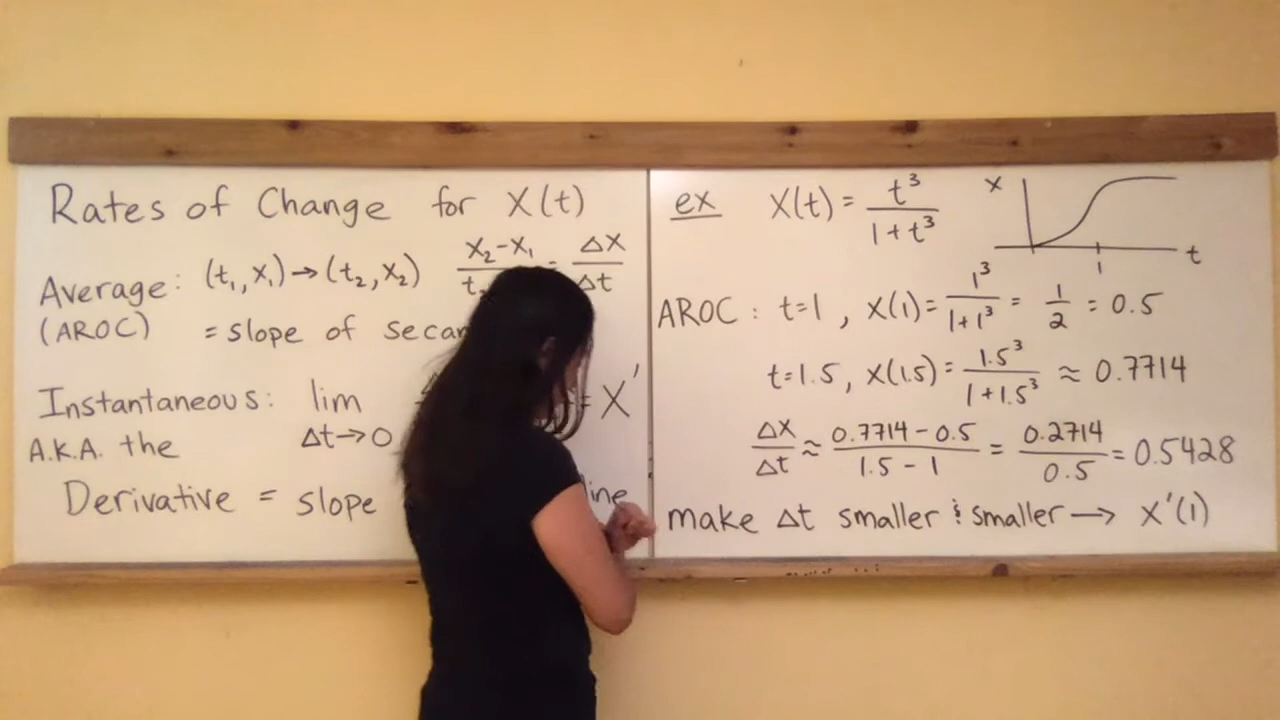 Rates of Change for X(t)
Average: (t₁,X₁)→(t₂,X₂) X₂-X₁/t = ΔX/Δt
(AROC) = slope of secan
Instantaneous: lim = X'
A.K.A. the Δt→0
Derivative = slope ine
ex X(t) = t³/1+t³
X
t
1
AROC : t=1 , X(1) = 1³/1+1³ = 1/2 = 0.5
t=1.5, X(1.5) = 1.5³/1+1.5³ ≈ 0.7714
ΔX/Δt ≈ 0.7714-0.5/1.5-1 = 0.2714/0.5 = 0.5428
make Δt smaller & smaller → X'(1)